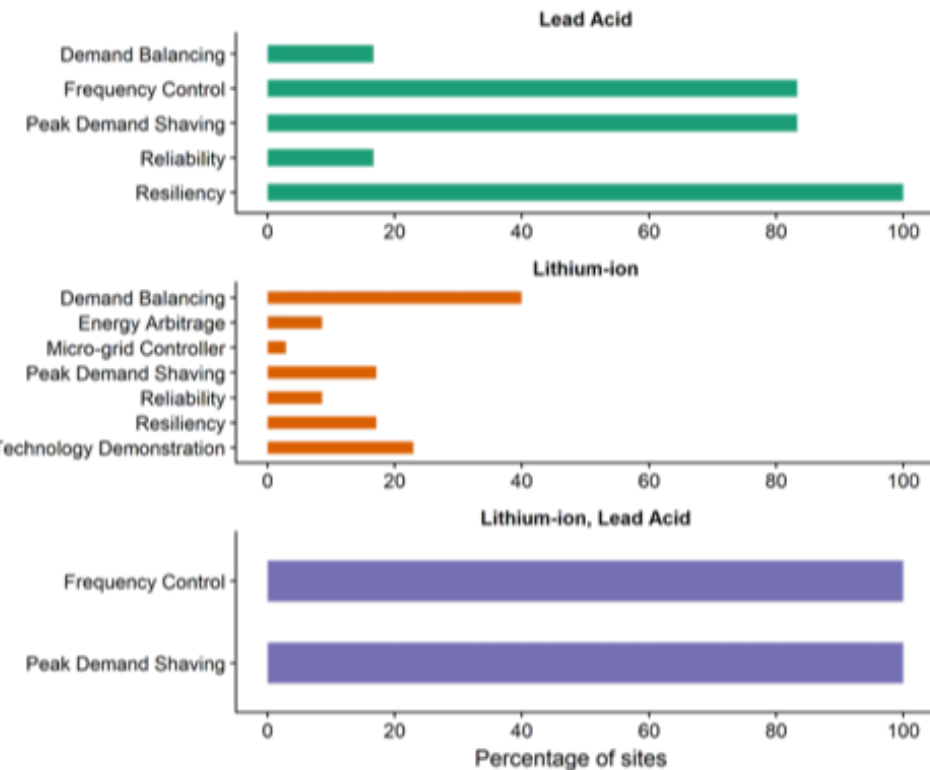 Lead Acid
Demand Balancing
Frequency Control
Peak Demand Shaving
Reliability
Resiliency
0 20 40 60 80 100
Lithium-ion
Demand Balancing
Energy Arbitrage
Micro-grid Controller
Peak Demand Shaving
Reliability
Resiliency
Technology Demonstration
0 20 40 60 80 100
Lithium-ion, Lead Acid
Frequency Control
Peak Demand Shaving
0 20 40 60 80 100
Percentage of sites